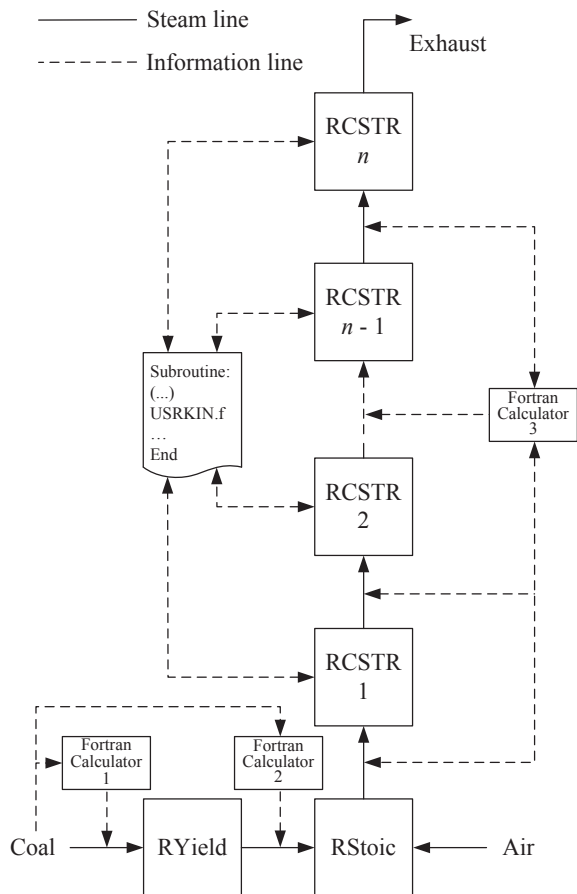 Steam line
Exhaust
Information line
RCSTR
n
RCSTR
n - 1
Subroutine:
(...)
USRKIN.f
...
End
Fortran
Calculator
3
RCSTR
2
RCSTR
1
Fortran
Calculator
1
Fortran
Calculator
2
Coal
RYield
RStoic
Air